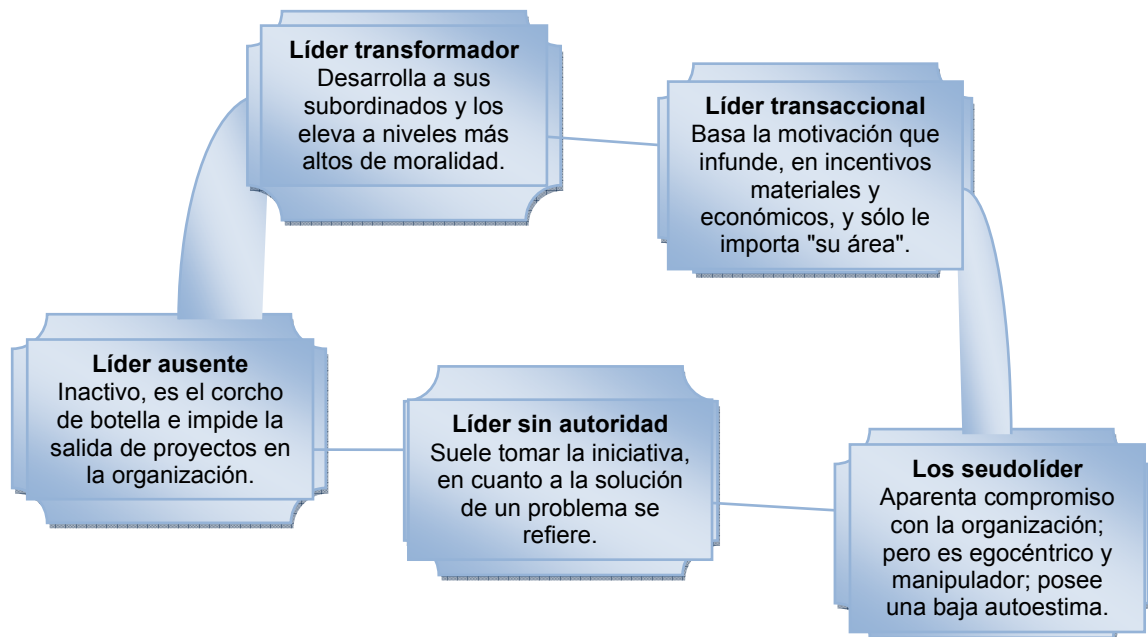 Líder transformador
Desarrolla a sus
subordinados y los
eleva a niveles más
altos de moralidad.
Líder transaccional
Basa la motivación que
infunde, en incentivos
materiales y
económicos, y sólo le
importa "su área".
Líder ausente
Inactivo, es el corcho
de botella e impide la
salida de proyectos en
la organización.
Líder sin autoridad
Suele tomar la iniciativa,
en cuanto a la solución
de un problema se
refiere.
Los seudolíder
Aparenta compromiso
con la organización;
pero es egocéntrico y
manipulador; posee
una baja autoestima.